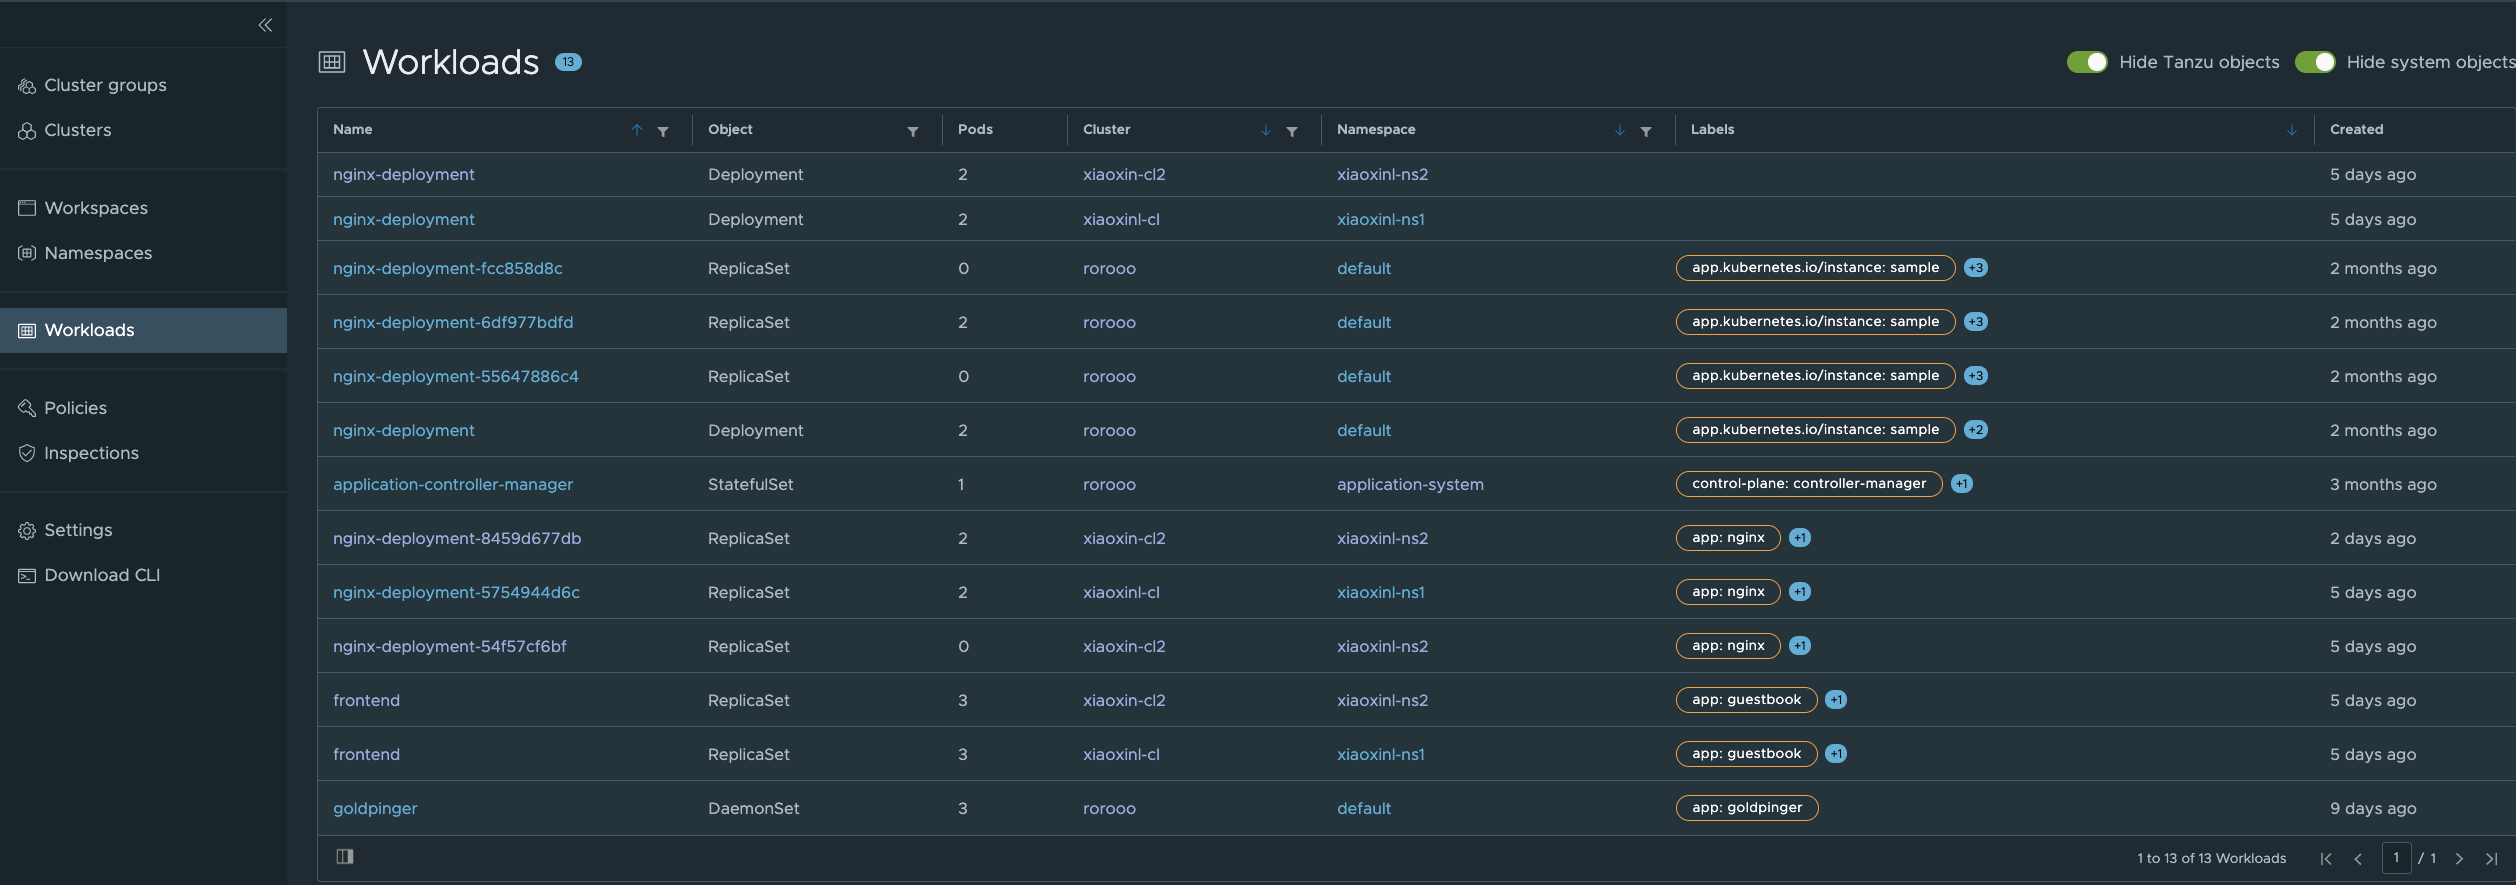 Workloads 13 Hide Tanzu objects Hide system objects
Cluster groups
Clusters
Workspaces
Namespaces
Workloads
Policies
Inspections
Settings
Download CLI
Name Object Pods Cluster Namespace Labels Created
nginx-deployment Deployment 2 xiaoxin-cl2 xiaoxinl-ns2 5 days ago
nginx-deployment Deployment 2 xiaoxinl-cl xiaoxinl-ns1 5 days ago
nginx-deployment-fcc858d8c ReplicaSet 0 rorooo default app.kubernetes.io/instance: sample +3 2 months ago
nginx-deployment-6df977bdfd ReplicaSet 2 rorooo default app.kubernetes.io/instance: sample +3 2 months ago
nginx-deployment-55647886c4 ReplicaSet 0 rorooo default app.kubernetes.io/instance: sample +3 2 months ago
nginx-deployment Deployment 2 rorooo default app.kubernetes.io/instance: sample +2 2 months ago
application-controller-manager StatefulSet 1 rorooo application-system control-plane: controller-manager +1 3 months ago
nginx-deployment-8459d677db ReplicaSet 2 xiaoxin-cl2 xiaoxinl-ns2 app: nginx +1 2 days ago
nginx-deployment-5754944d6c ReplicaSet 2 xiaoxinl-cl xiaoxinl-ns1 app: nginx +1 5 days ago
nginx-deployment-54f57cf6bf ReplicaSet 0 xiaoxin-cl2 xiaoxinl-ns2 app: nginx +1 5 days ago
frontend ReplicaSet 3 xiaoxin-cl2 xiaoxinl-ns2 app: guestbook +1 5 days ago
frontend ReplicaSet 3 xiaoxinl-cl xiaoxinl-ns1 app: guestbook +1 5 days ago
goldpinger DaemonSet 3 rorooo default app: goldpinger 9 days ago
1 to 13 of 13 Workloads 1 / 1